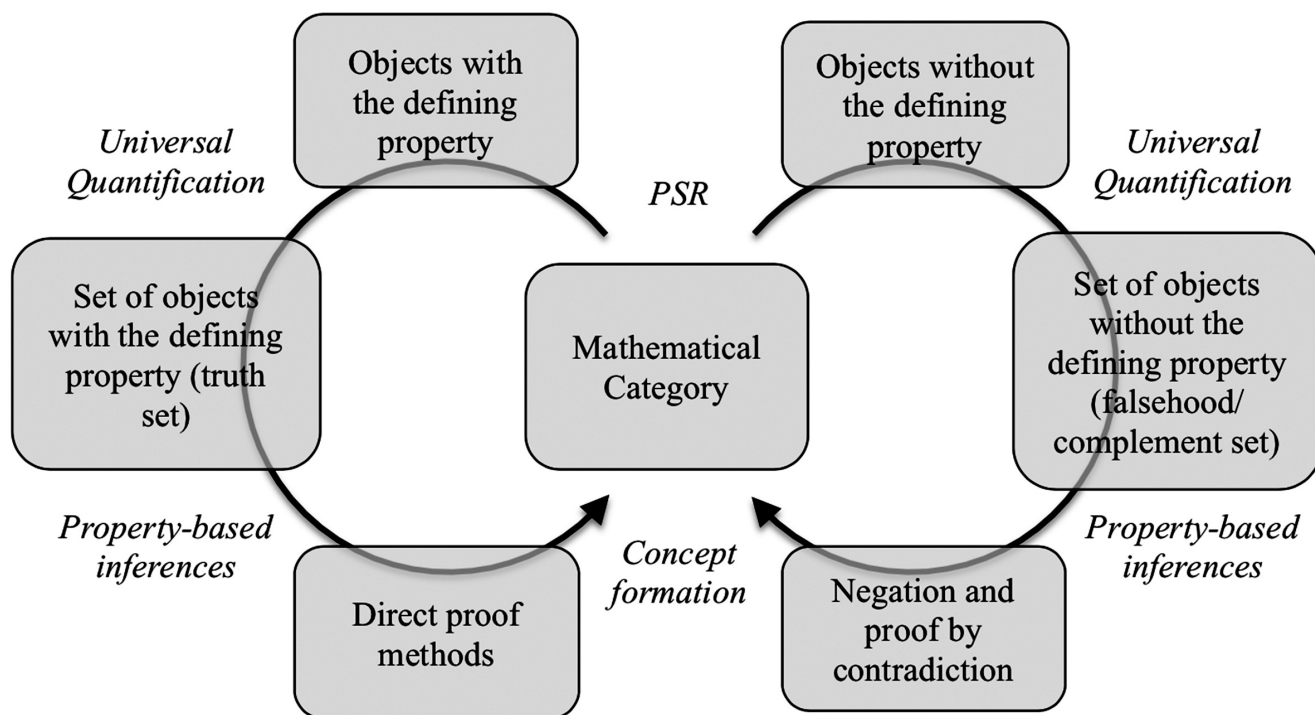 Objects with
the defining
property
Objects without
the defining
property
Universal
Quantification
PSR
Universal
Quantification
Set of objects
with the defining
property (truth
set)
Mathematical
Category
Set of objects
without the
defining property
(falsehood/
complement set)
Property-based
inferences
Concept
formation
Property-based
inferences
Direct proof
methods
Negation and
proof by
contradiction